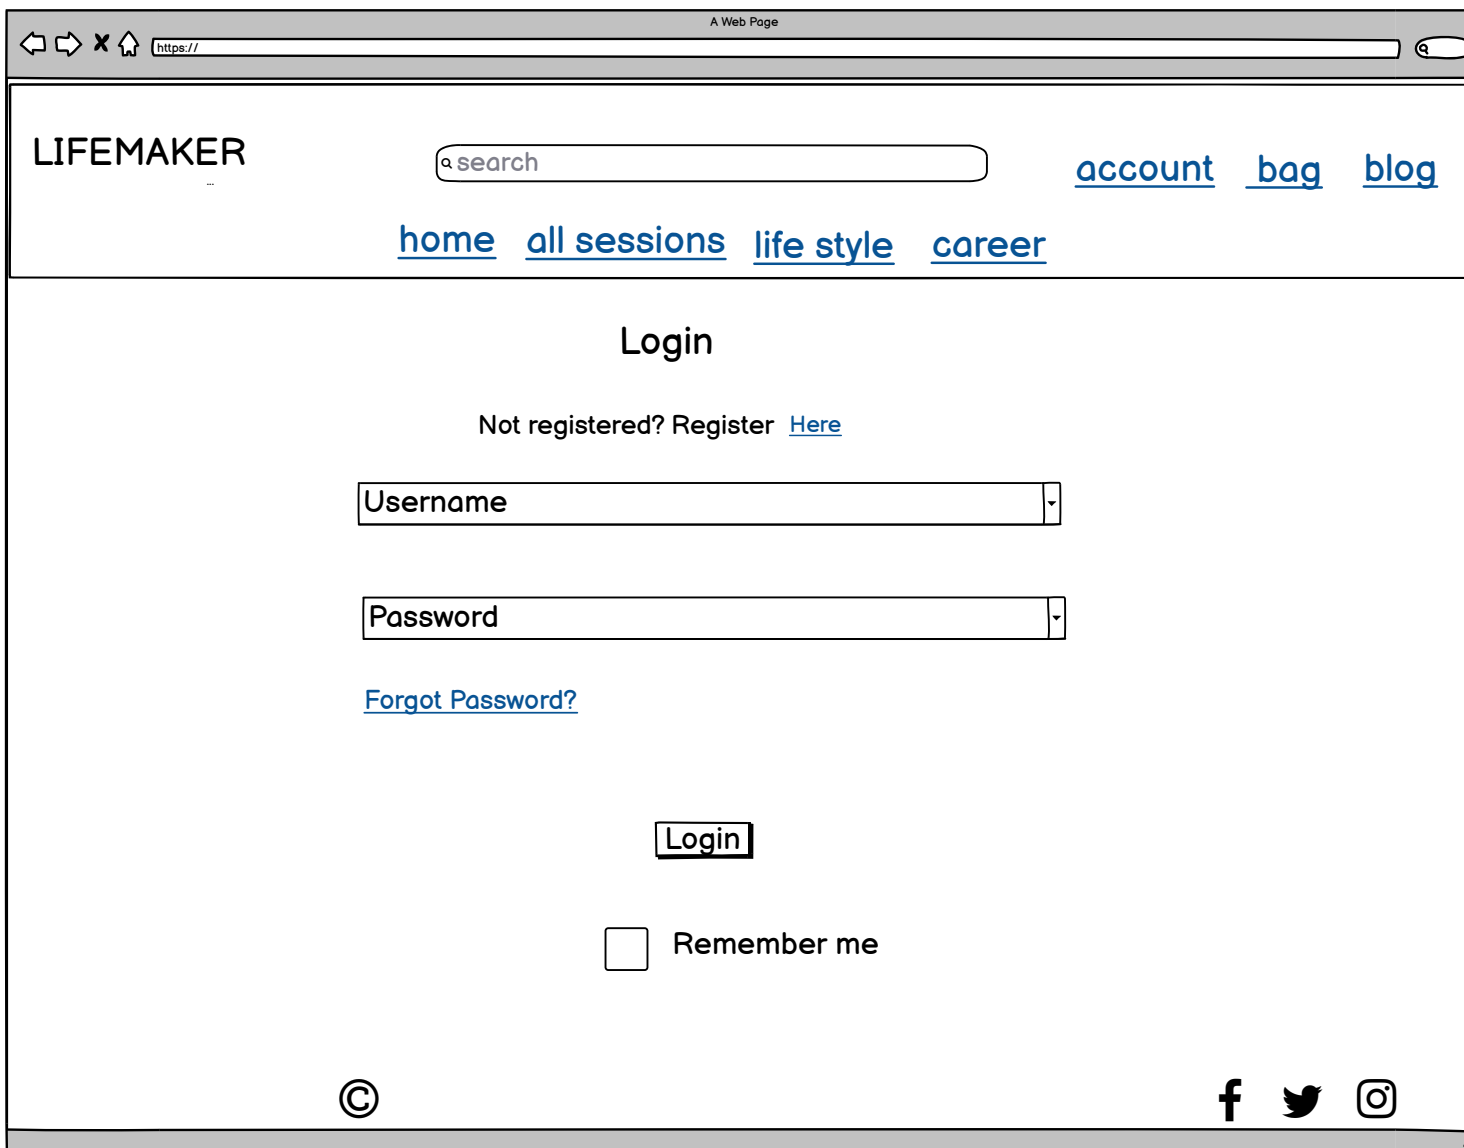 A Web Page
https://
LIFEMAKER
...
search
account bag blog
home all sessions life style career
Login
Not registered? Register Here
Username
Password
Forgot Password?
Login
Remember me
©